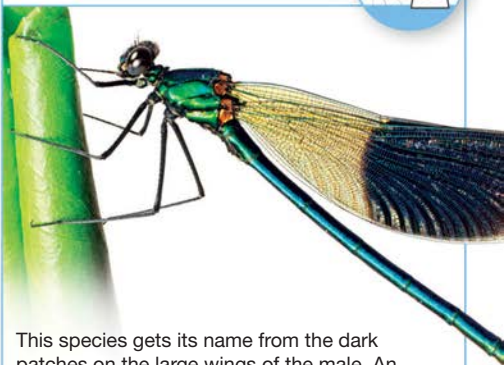 This species gets its name from the dark
patches on the large wings of the male. An